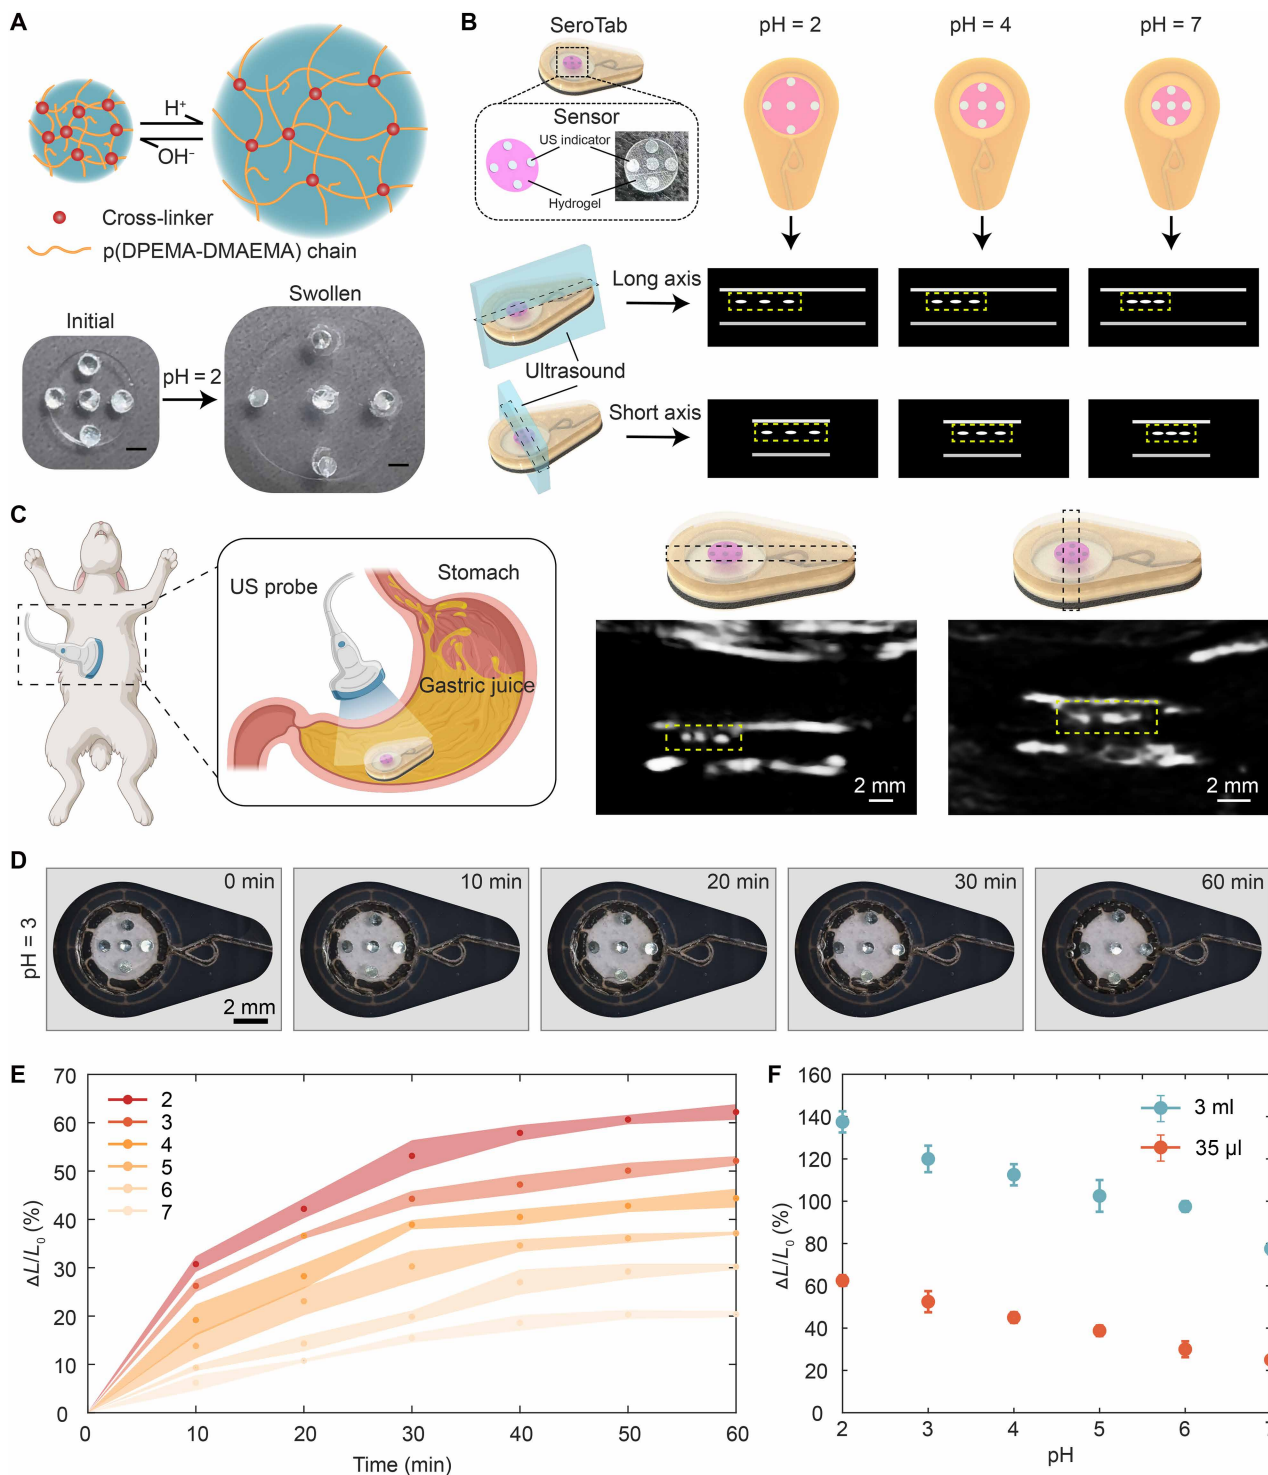 A
H⁺
OH⁻
Cross-linker
p(DPEMA-DMAEMA) chain
Initial
pH = 2
Swollen
B
SeroTab
Sensor
US indicator
Hydrogel
pH = 2
pH = 4
pH = 7
Long axis
Ultrasound
Short axis
C
US probe
Stomach
Gastric juice
2 mm
2 mm
D
pH = 3
0 min
2 mm
10 min
20 min
30 min
60 min
E
ΔL/L₀ (%)
70
60
50
40
30
20
10
0
2
3
4
5
6
7
0
10
20
30
40
50
60
Time (min)
F
ΔL/L₀ (%)
160
140
120
100
80
60
40
20
0
3 ml
35 µl
2
3
4
5
6
7
pH